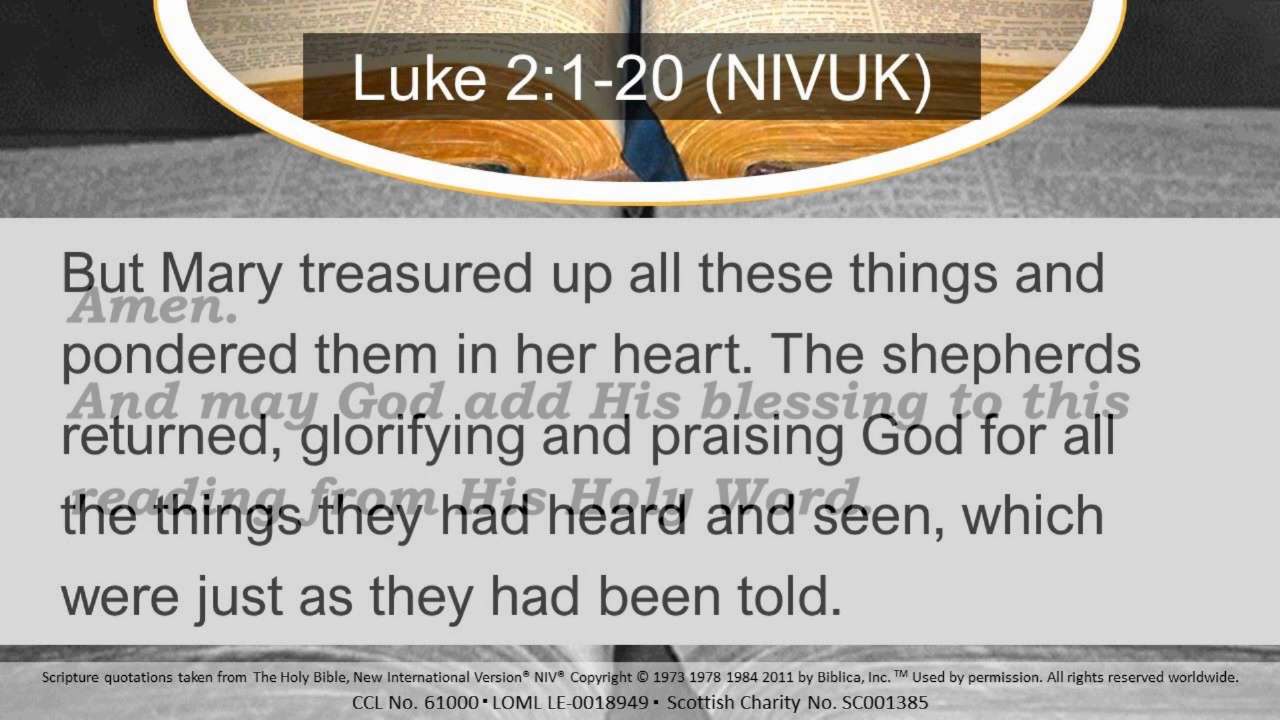 Luke 2:1-20 (NIVUK)
But Mary treasured up all these things and
Amen.
pondered them in her heart. The shepherds
And may God add His blessing to this
returned, glorifying and praising God for all
reading from His Holy Word.
the things they had heard and seen, which
were just as they had been told.
Scripture quotations taken from The Holy Bible, New International Version® NIV® Copyright © 1973 1978 1984 2011 by Biblica, Inc.™ Used by permission. All rights reserved worldwide.
CCL No. 61000 ▪ LOML LE-0018949 ▪ Scottish Charity No. SC001385